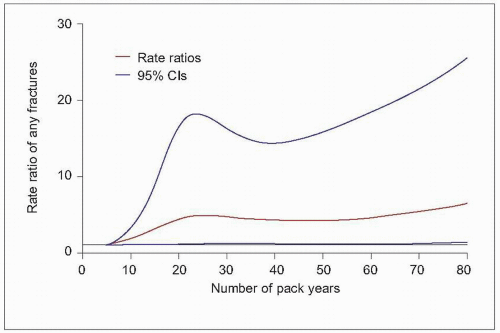 30
20
10
0
Rate ratio of any fractures
Rate ratios
95% CIs
0 10 20 30 40 50 60 70 80
Number of pack years